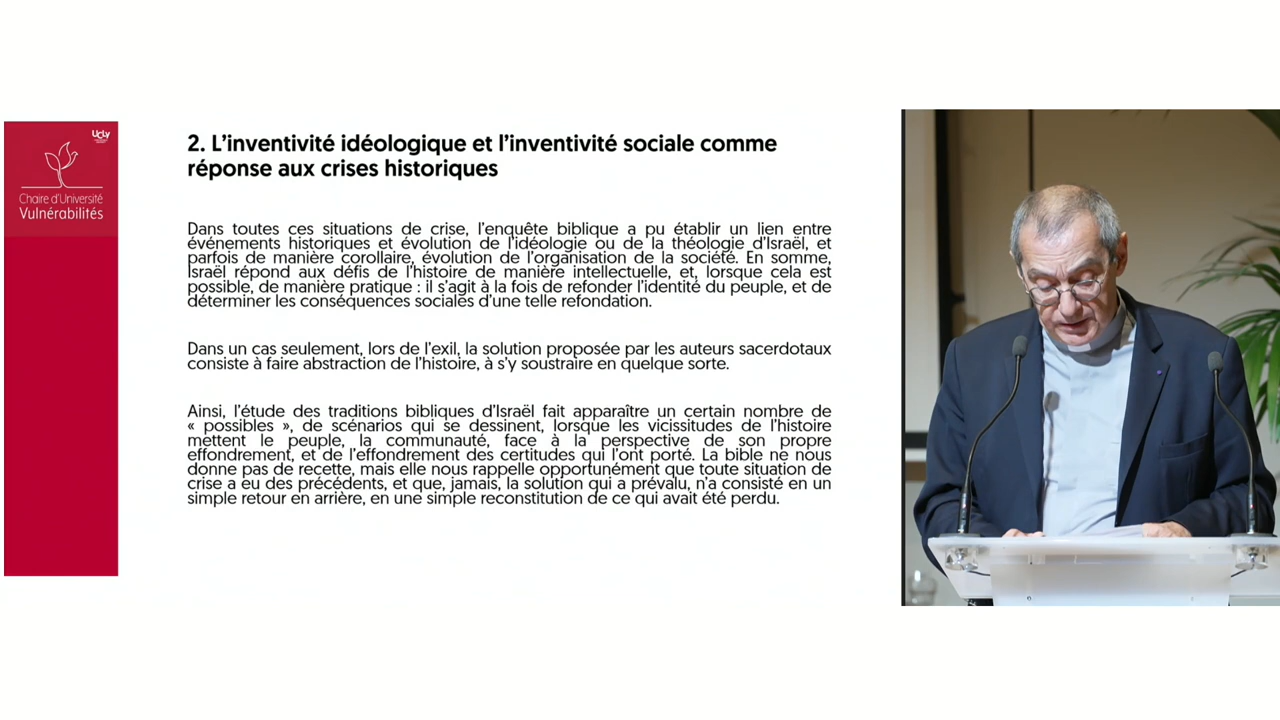 UCLy
Chaire d'Université
Vulnérabilités
2. L'inventivité idéologique et l'inventivité sociale comme
réponse aux crises historiques
Dans toutes ces situations de crise, l'enquête biblique a pu établir un lien entre
événements historiques et évolution de l'idéologie ou de la théologie d'Israël, et
parfois de manière corollaire, évolution de l'organisation de la société. En somme,
Israël répond aux défis de l'histoire de manière intellectuelle, et, lorsque cela est
possible, de manière pratique : il s'agit à la fois de refonder l'identité du peuple, et de
déterminer les conséquences sociales d'une telle refondation.
Dans un cas seulement, lors de l'exil, la solution proposée par les auteurs sacerdotaux
consiste à faire abstraction de l'histoire, à s'y soustraire en quelque sorte.
Ainsi, l'étude des traditions bibliques d'Israël fait apparaître un certain nombre de
« possibles », de scénarios qui se dessinent, lorsque les vicissitudes de l'histoire
mettent le peuple, la communauté, face à la perspective de son propre
effondrement, et de l'effondrement des certitudes qui l'ont porté. La bible ne nous
donne pas de recette, mais elle nous rappelle opportunément que toute situation de
crise a eu des précédents, et que, jamais, la solution qui a prévalu, n'a consisté en un
simple retour en arrière, en une simple reconstitution de ce qui avait été perdu.